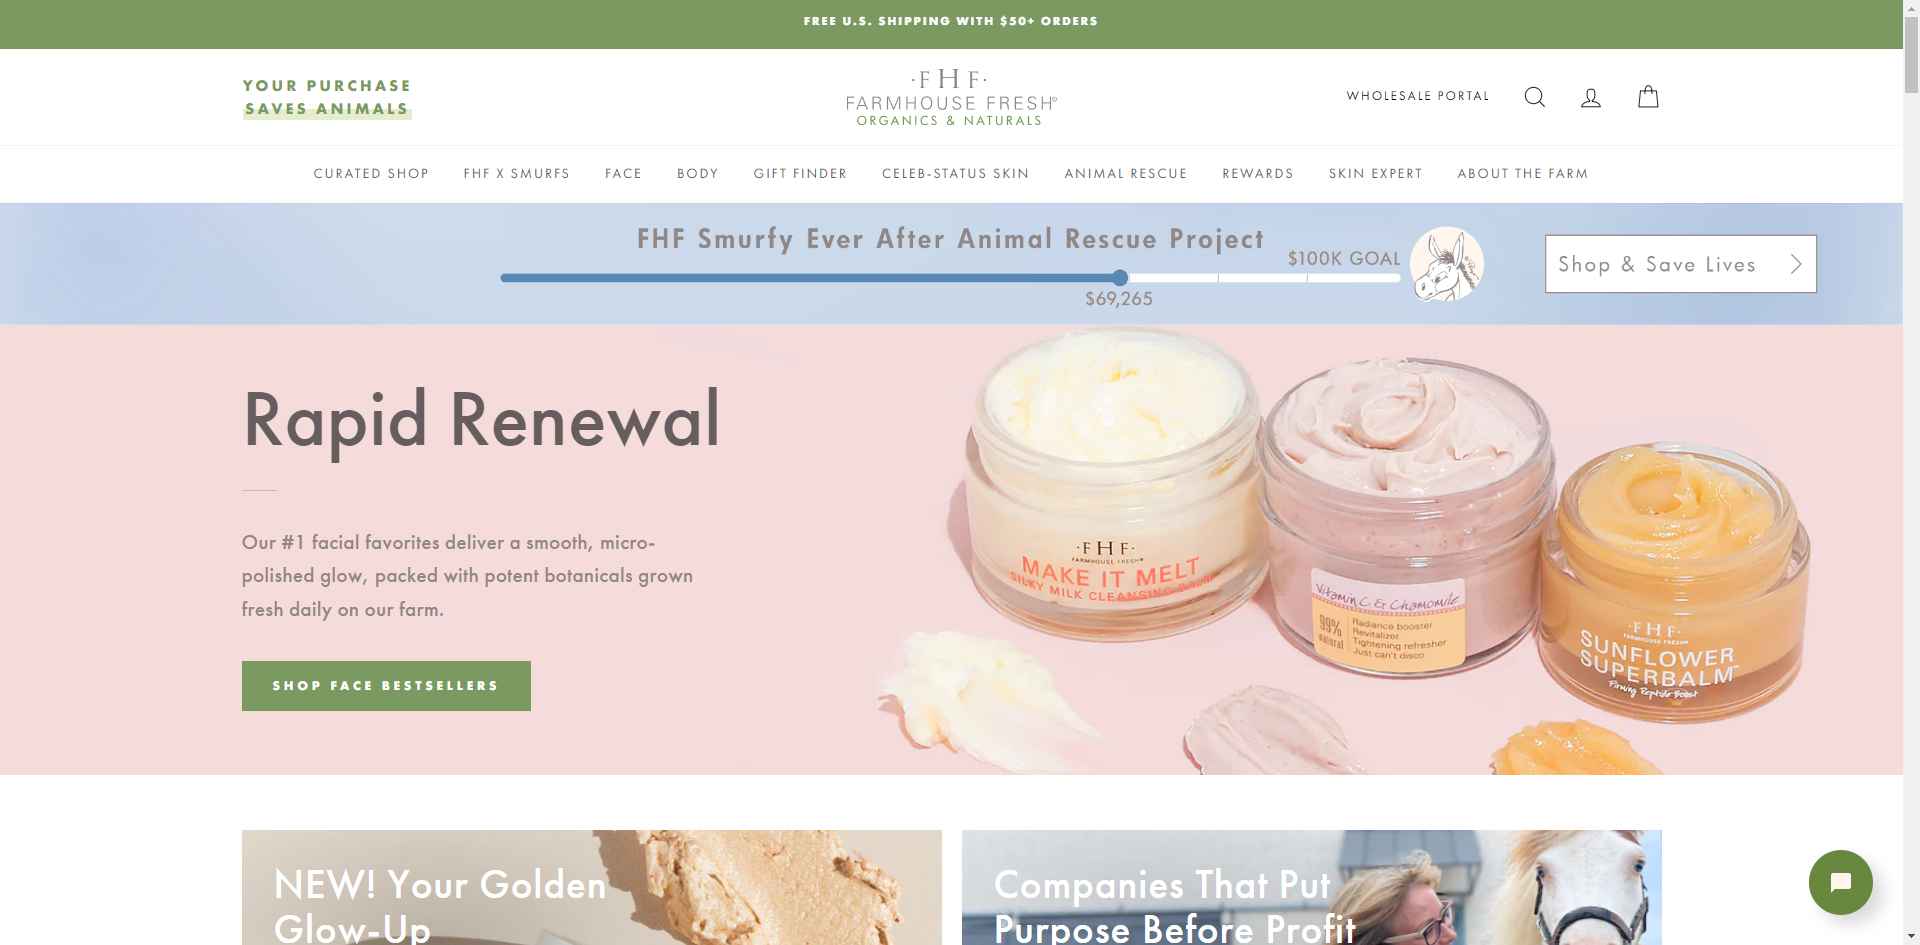 FREE U.S. SHIPPING WITH $50+ ORDERS
YOUR PURCHASE
SAVES ANIMALS
·FHF·
FARMHOUSE FRESH®
ORGANICS & NATURALS
WHOLESALE PORTAL
CURATED SHOP
FHF X SMURFS
FACE
BODY
GIFT FINDER
CELEB-STATUS SKIN
ANIMAL RESCUE
REWARDS
SKIN EXPERT
ABOUT THE FARM
FHF Smurfy Ever After Animal Rescue Project
$100K GOAL
$69,265
Shop & Save Lives
Rapid Renewal
Our #1 facial favorites deliver a smooth, micro-
polished glow, packed with potent botanicals grown
fresh daily on our farm.
SHOP FACE BESTSELLERS
·FHF·
FARMHOUSE FRESH®
MAKE IT MELT
SILKY MILK CLEANSING BALM
Vitamin C & Chamomile
99%
natural
Radiance booster
Revitalizer
Tightening refresher
Just can't disco
·FHF·
FARMHOUSE FRESH®
SUNFLOWER
SUPERBALM™
Firming Peptide Boost
NEW! Your Golden
Glow-Up
Companies That Put
Purpose Before Profit